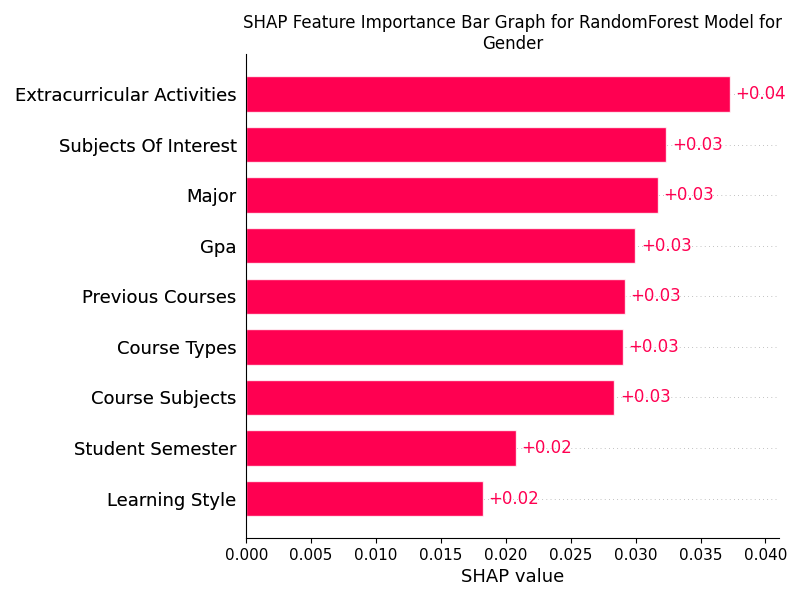 SHAP Feature Importance Bar Graph for RandomForest Model for
Gender
Extracurricular Activities +0.04
Subjects Of Interest +0.03
Major +0.03
Gpa +0.03
Previous Courses +0.03
Course Types +0.03
Course Subjects +0.03
Student Semester +0.02
Learning Style +0.02
0.000 0.005 0.010 0.015 0.020 0.025 0.030 0.035 0.040
SHAP value